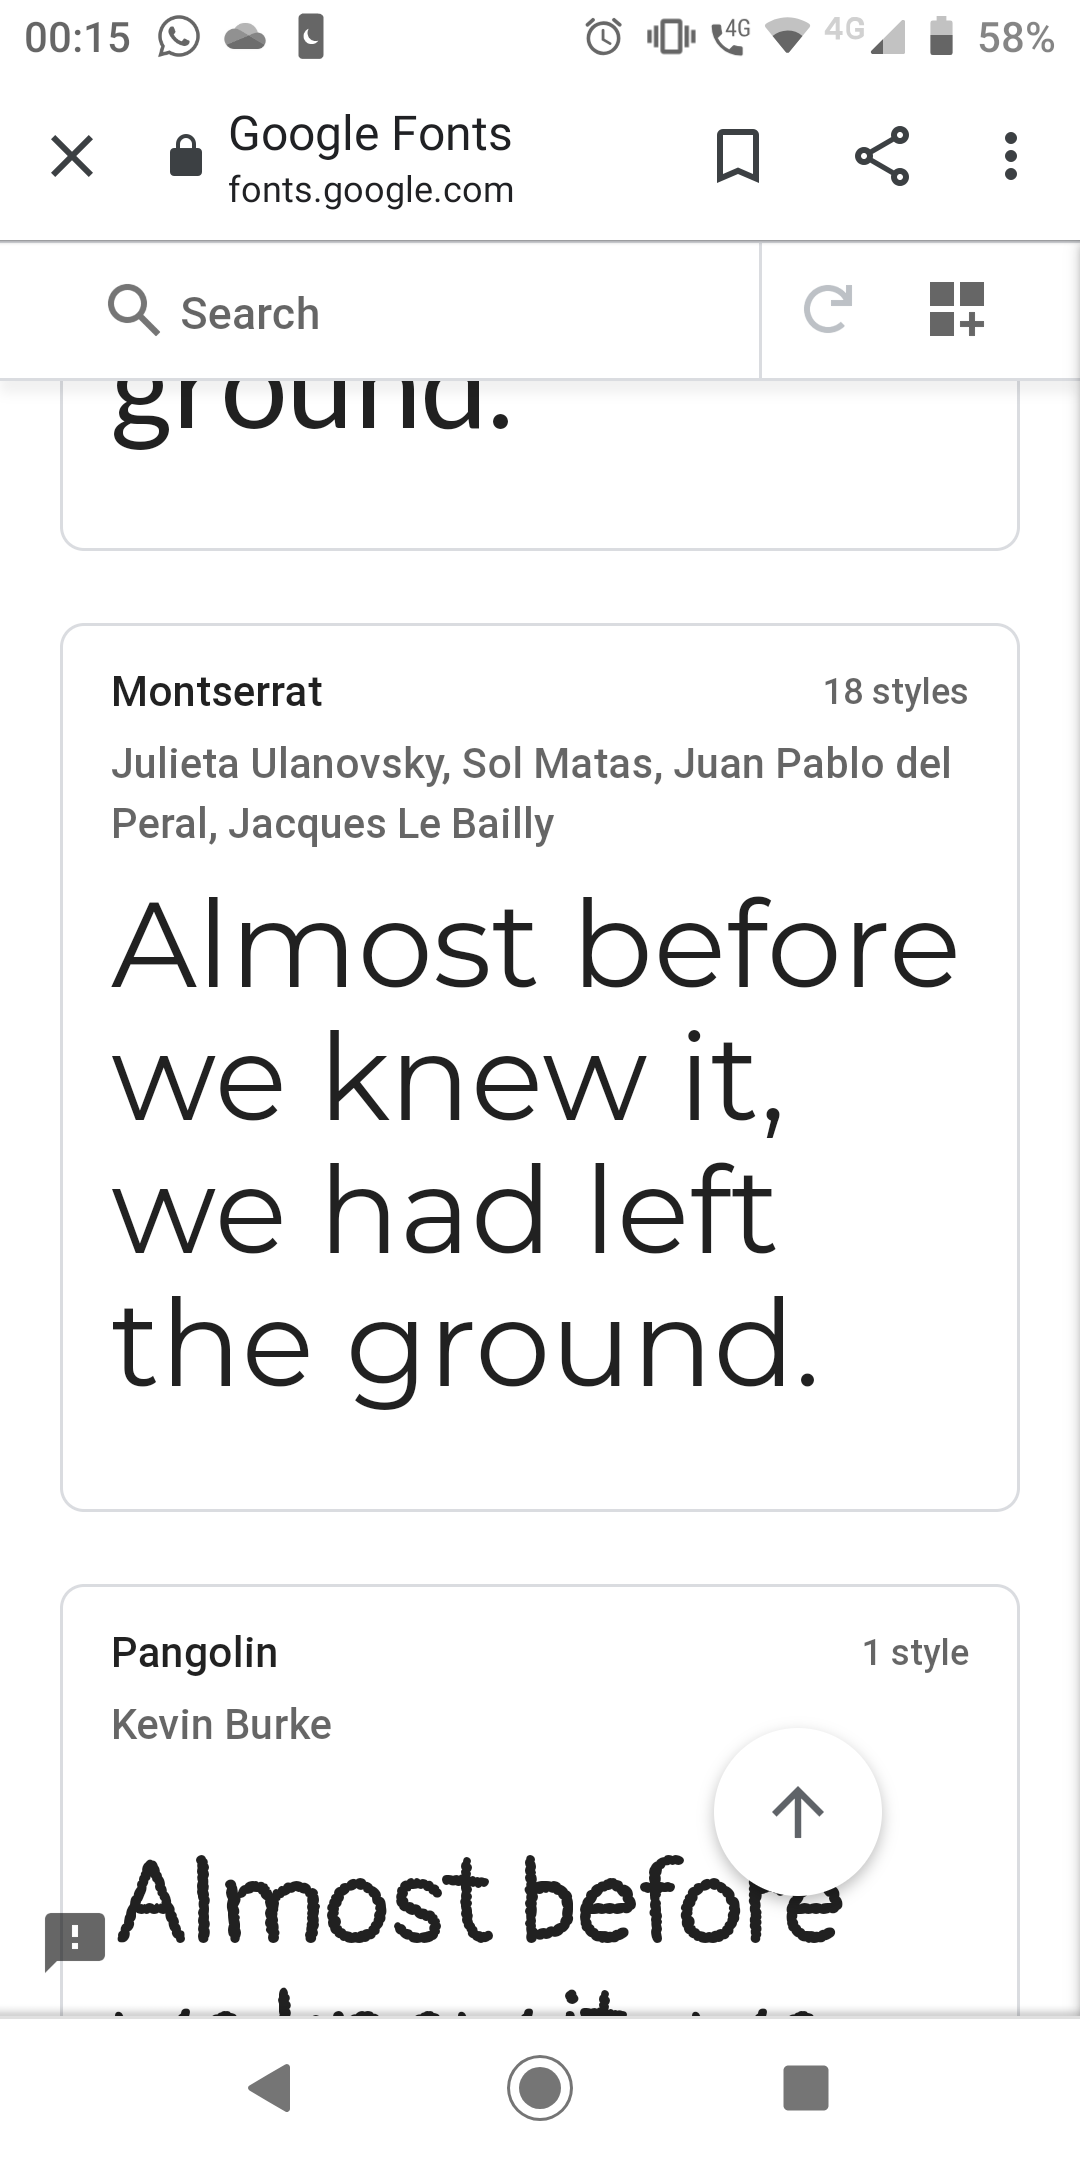 00:15
4G
4G
58%
Google Fonts
fonts.google.com
Search
ground.
Montserrat
18 styles
Julieta Ulanovsky, Sol Matas, Juan Pablo del
Peral, Jacques Le Bailly
Almost before
we knew it,
we had left
the ground.
Pangolin
1 style
Kevin Burke
Almost before